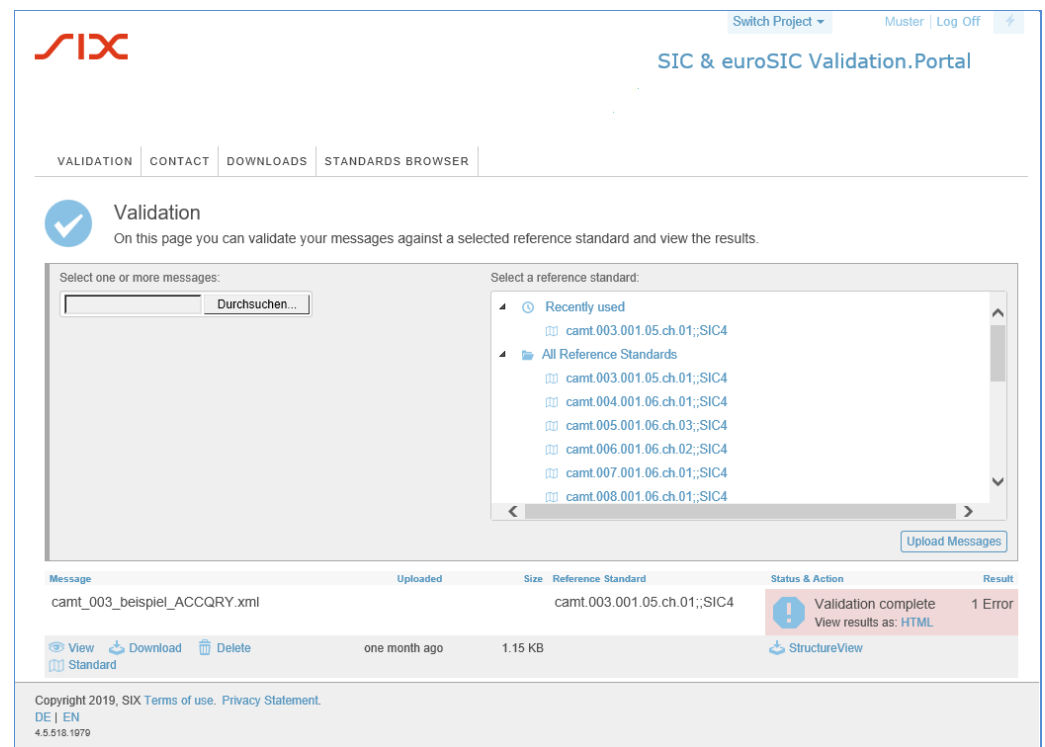 Switch Project Muster | Log Off
SIX
SIC & euroSIC Validation.Portal
VALIDATION CONTACT DOWNLOADS STANDARDS BROWSER
Validation
On this page you can validate your messages against a selected reference standard and view the results.
Select one or more messages:
Durchsuchen...
Select a reference standard:
Recently used
camt.003.001.05.ch.01;;SIC4
All Reference Standards
camt.003.001.05.ch.01;;SIC4
camt.004.001.06.ch.01;;SIC4
camt.005.001.06.ch.03;;SIC4
camt.006.001.06.ch.02;;SIC4
camt.007.001.06.ch.01;;SIC4
camt.008.001.06.ch.01;;SIC4
Upload Messages
Message Uploaded Size Reference Standard Status & Action Result
camt_003_beispiel_ACCQRY.xml camt.003.001.05.ch.01;;SIC4 Validation complete 1 Error
View results as: HTML
View Download Delete one month ago 1.15 KB StructureView
Standard
Copyright 2019, SIX Terms of use. Privacy Statement.
DE | EN
4.5.518.1979